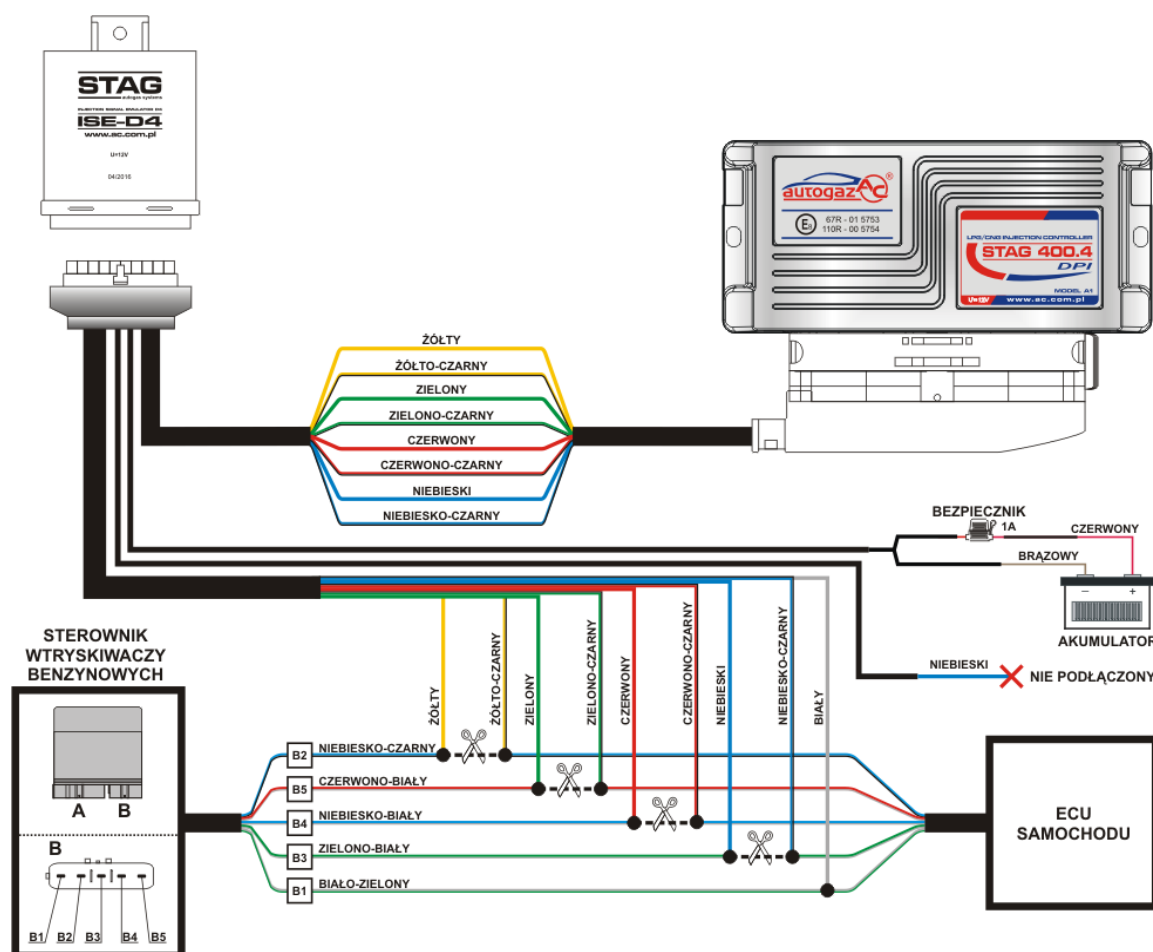 STAG
autogas systems
INJECTION SIGNAL EMULATOR D4
ISE-D4
www.ac.com.pl
U=12V
04/2016
autogaz AC ®
E8
67R - 01 5753
110R - 00 5754
LPG/CNG INJECTION CONTROLLER
STAG 400.4
DPI
MODEL A1
U=12V www.ac.com.pl
ŻÓŁTY
ŻÓŁTO-CZARNY
ZIELONY
ZIELONO-CZARNY
CZERWONY
CZERWONO-CZARNY
NIEBIESKI
NIEBIESKO-CZARNY
BEZPIECZNIK
1A
CZERWONY
BRĄZOWY
– +
AKUMULATOR
NIEBIESKI
NIE PODŁĄCZONY
STEROWNIK
WTRYSKIWACZY
BENZYNOWYCH
A B
B
B1 B2 B3 B4 B5
ŻÓŁTY
ŻÓŁTO-CZARNY
ZIELONY
ZIELONO-CZARNY
CZERWONY
CZERWONO-CZARNY
NIEBIESKI
NIEBIESKO-CZARNY
BIAŁY
B2 NIEBIESKO-CZARNY
B5 CZERWONO-BIAŁY
B4 NIEBIESKO-BIAŁY
B3 ZIELONO-BIAŁY
B1 BIAŁO-ZIELONY
ECU
SAMOCHODU